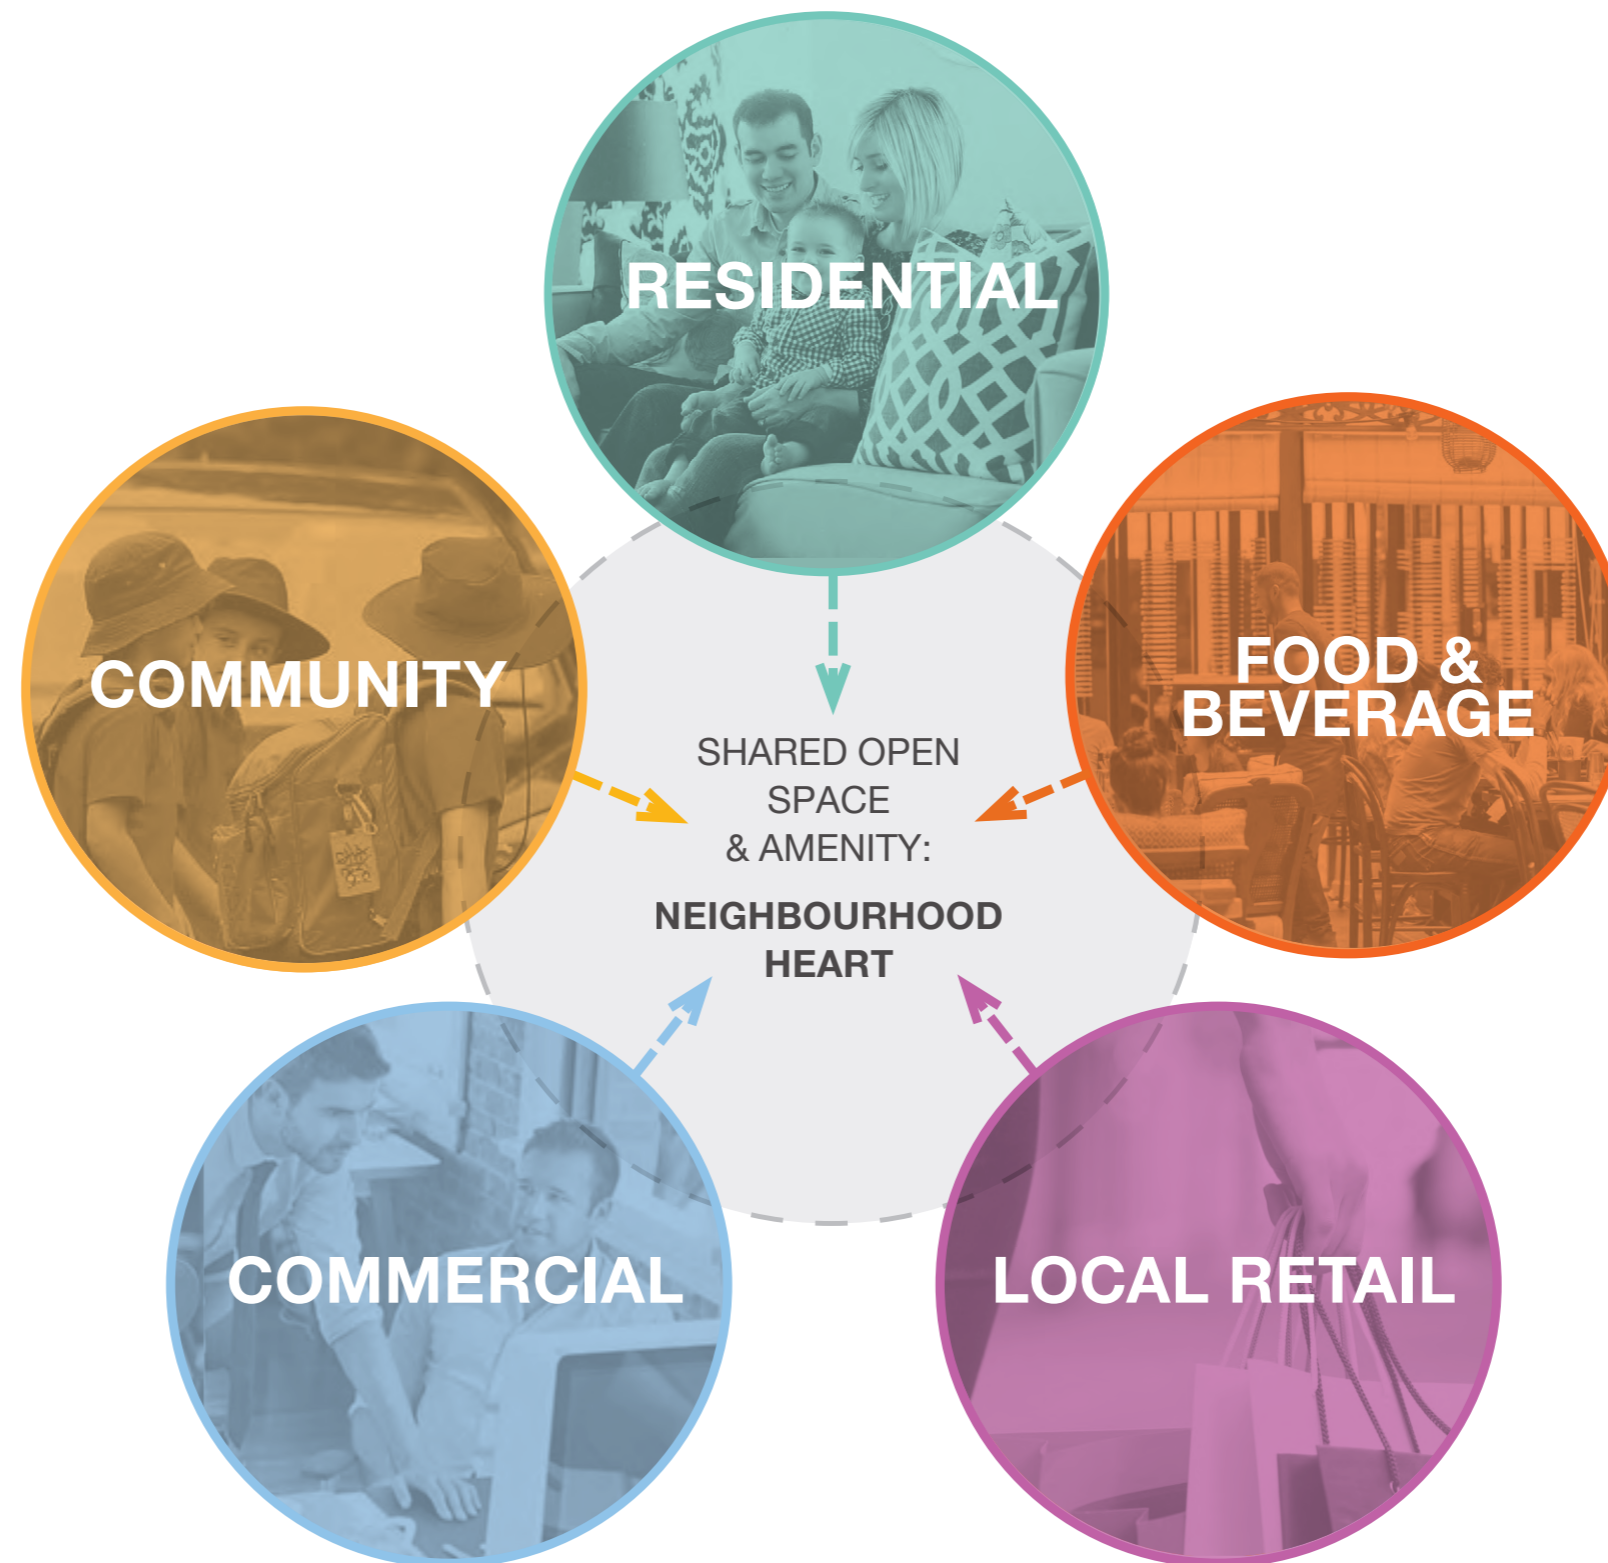 RESIDENTIAL
COMMUNITY
FOOD &
BEVERAGE
SHARED OPEN
SPACE
& AMENITY:
NEIGHBOURHOOD
HEART
COMMERCIAL
LOCAL RETAIL